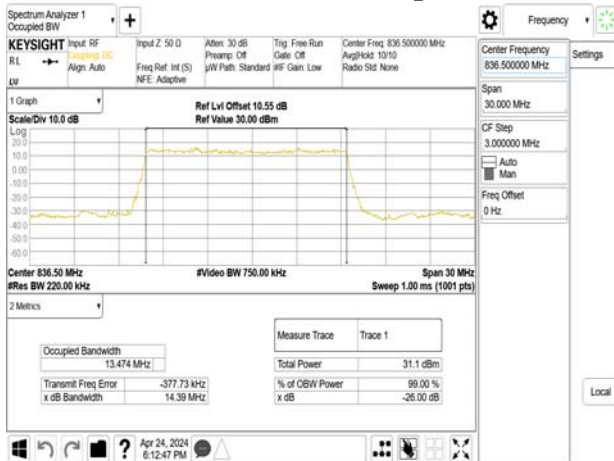 Spectrum Analyzer 1
Occupied BW
Frequency
KEYSIGHT
RL
Input: RF
Coupling: DC
Align: Auto
Input Z: 50 Ω
Freq Ref: Int (S)
NFE: Adaptive
Atten: 30 dB
Preamp: Off
µW Path: Standard
Trig: Free Run
Gate: Off
#IF Gain: Low
Center Freq: 836.500000 MHz
Avg|Hold: 10/10
Radio Std: None
1 Graph
Scale/Div 10.0 dB
Ref Lvl Offset 10.55 dB
Ref Value 30.00 dBm
Log
20.0
10.0
0.00
-10.0
-20.0
-30.0
-40.0
-50.0
-60.0
Center 836.50 MHz
#Res BW 220.00 kHz
#Video BW 750.00 kHz
Span 30 MHz
Sweep 1.00 ms (1001 pts)
2 Metrics
Occupied Bandwidth
13.474 MHz
Transmit Freq Error -377.73 kHz
x dB Bandwidth 14.39 MHz
Measure Trace Trace 1
Total Power 31.1 dBm
% of OBW Power 99.00 %
x dB -26.00 dB
Apr 24, 2024
6:12:47 PM
Center Frequency
836.500000 MHz
Span
30.000 MHz
CF Step
3.000000 MHz
Auto
Man
Freq Offset
0 Hz
Settings
Local